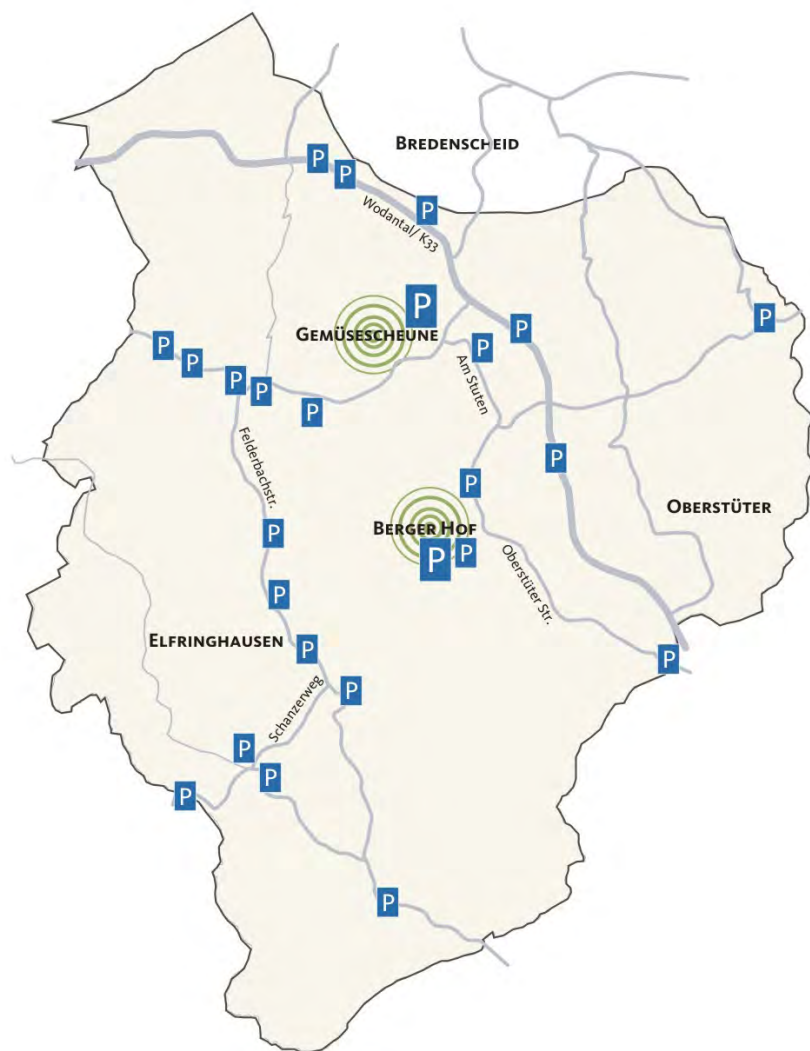 BREDENSCHEID
P
P
P
Wodantal/ K33
P
P
GEMÜSESCHEUNE
P
P
P
P
Am Stuten
P
P
P
Felderbachstr.
P
P
OBERSTÜTER
BERGER HOF
P
P
P
Oberstüter Str.
P
ELFRINGHAUSEN
P
P
P
Schanzerweg
P
P
P
P